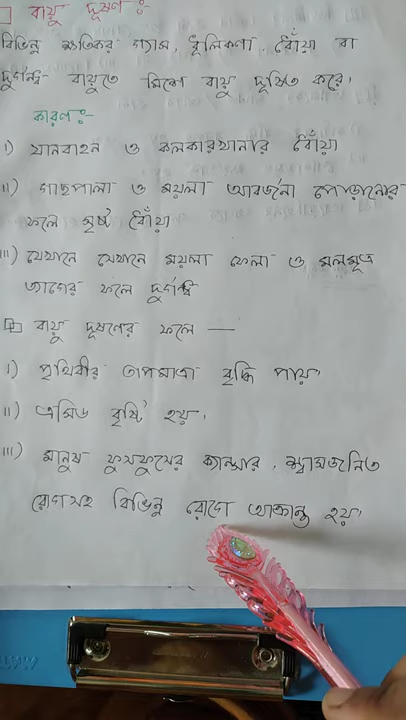 বায়ু দূষণ ঃ
বিভিন্ন ক্ষতিকর গ্যাস, ধূলিকণা, ধোঁয়া বা
দুর্গন্ধ বায়ুতে মিশে বায়ু দূষিত করে।
কারণঃ-
i) যানবাহন ও কলকারখানার ধোঁয়া
ii) গাছপালা ও ময়লা আবর্জনা পোড়ানোর
ফলে সৃষ্ট ধোঁয়া
iii) যেখানে সেখানে ময়লা ফেলা ও মলমূত্র
ত্যাগের ফলে দুর্গন্ধ
বায়ু দূষণের ফলে —
i) পৃথিবীর তাপমাত্রা বৃদ্ধি পায়।
ii) এসিড বৃষ্টি হয়।
iii) মানুষ ফুসফুসের ক্যান্সার, শ্বাসজনিত
রোগসহ বিভিন্ন রোগে আক্রান্ত হয়।